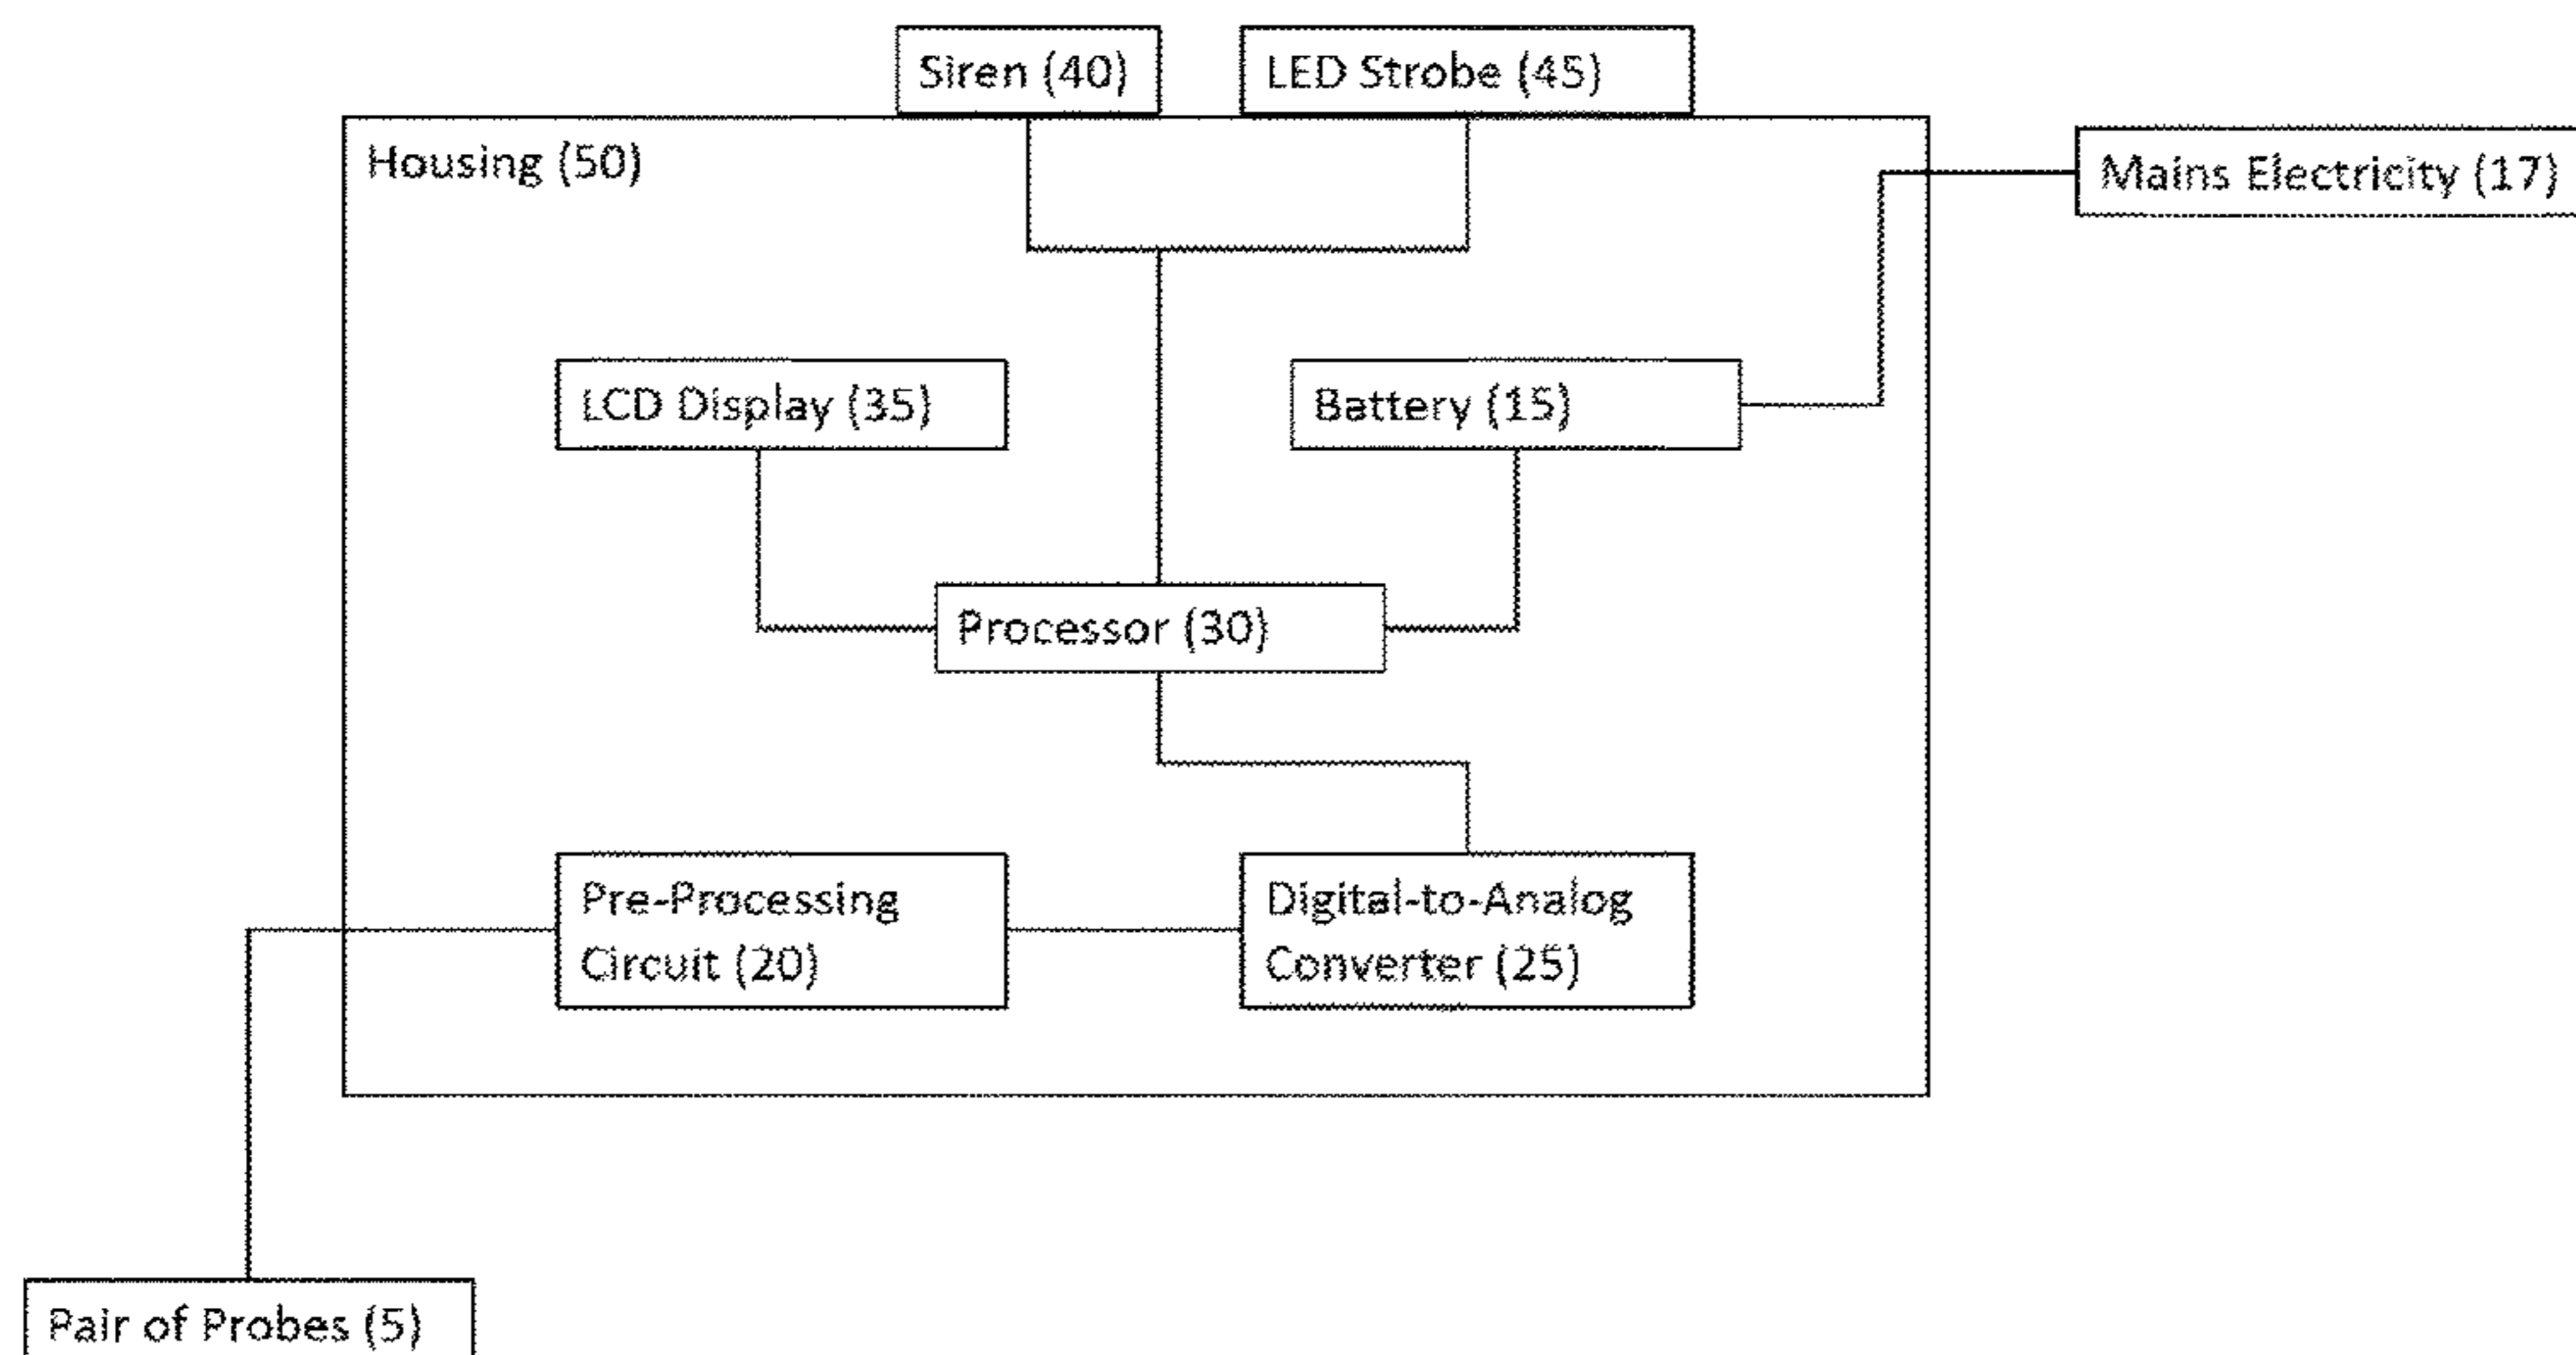 Siren (40)
LED Strobe (45)
Housing (50)
Mains Electricity (17)
LCD Display (35)
Battery (15)
Processor (30)
Pre-Processing
Circuit (20)
Digital-to-Analog
Converter (25)
Pair of Probes (5)